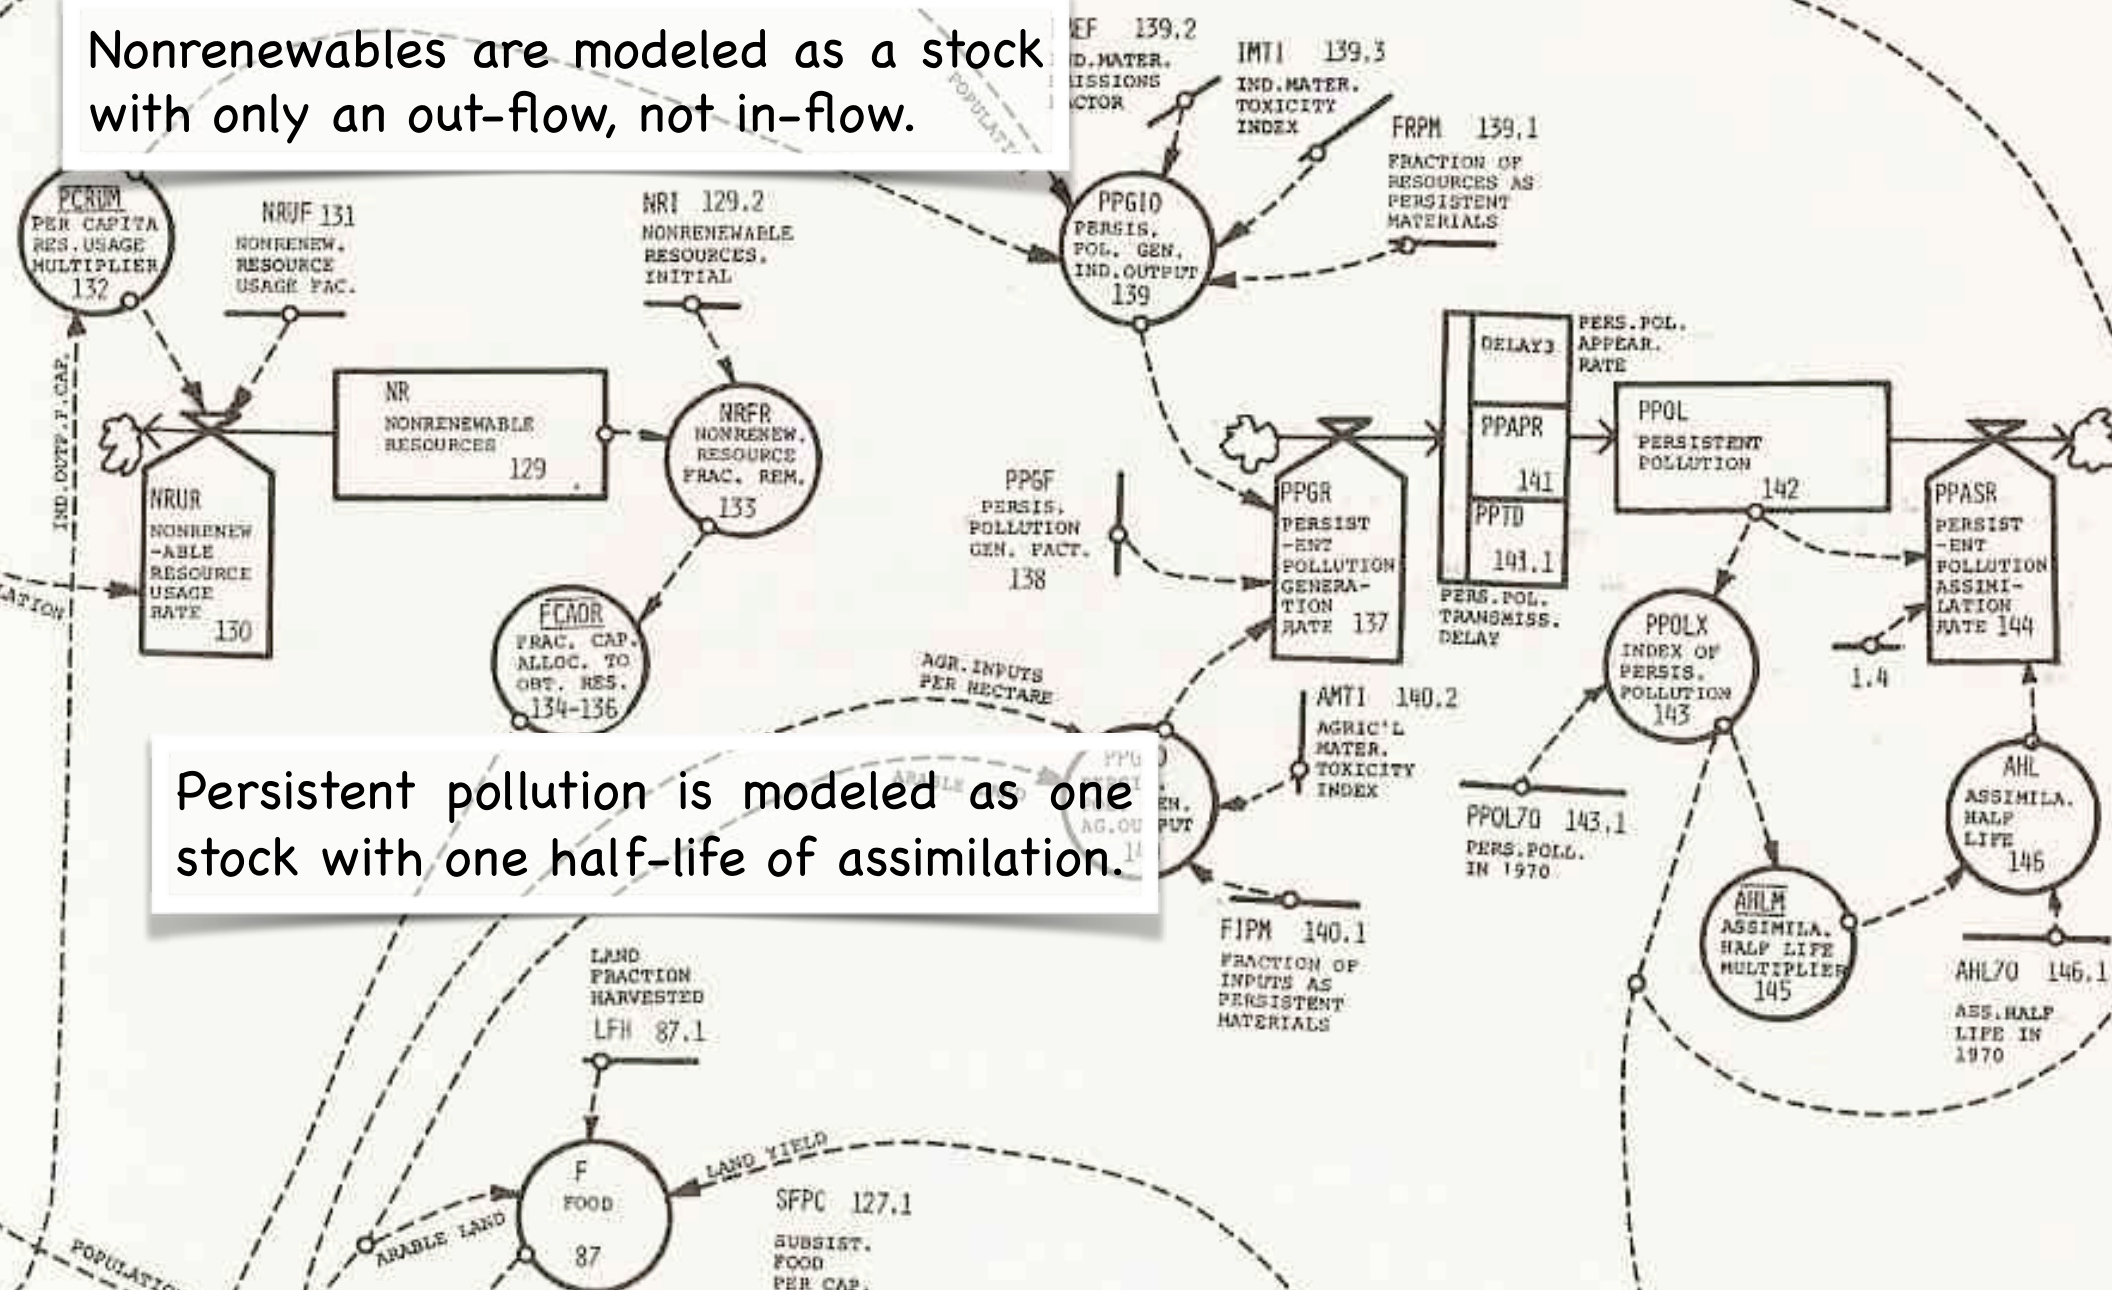 Nonrenewables are modeled as a stock
with only an out-flow, not in-flow.
139.2
IMTI 139.3
IND.MATER.
TOXICITY
INDEX
FRPM 139.1
FRACTION OF
RESOURCES AS
PERSISTENT
MATERIALS
PCRUM
PER CAPITA
RES.USAGE
MULTIPLIER
132
NRUF 131
NONRENEW.
RESOURCE
USAGE FAC.
NRI 129.2
NONRENEWABLE
RESOURCES.
INITIAL
PPGIO
PERSIS.
POL. GEN.
IND.OUTPUT
139
IND.OUTP.P.CAP.
NR
NONRENEWABLE
RESOURCES
129
NRFR
NONRENEW.
RESOURCE
FRAC. REM.
133
NRUR
NONRENEW
-ABLE
RESOURCE
USAGE
RATE
130
FCAOR
FRAC. CAP.
ALLOC. TO
OBT. RES.
134-136
PPGF
PERSIS.
POLLUTION
GEN. FACT.
138
PPGR
PERSIST
-ENT
POLLUTION
GENERA-
TION
RATE 137
DELAY3
PPAPR
141
PPTD
141.1
PERS.POL.
APPEAR.
RATE
PERS.POL.
TRANSMISS.
DELAY
PPOL
PERSISTENT
POLLUTION
142
PPASR
PERSIST
-ENT
POLLUTION
ASSIMI-
LATION
RATE 144
PPOLX
INDEX OF
PERSIS.
POLLUTION
143
1.4
AGR.INPUTS
PER HECTARE
AMTI 140.2
AGRIC'L
MATER.
TOXICITY
INDEX
PPOL70 143.1
PERS.POLL.
IN 1970
AHL
ASSIMILA.
HALF
LIFE
146
Persistent pollution is modeled as one
stock with one half-life of assimilation.
AHLM
ASSIMILA.
HALF LIFE
MULTIPLIER
145
AHL70 146.1
ASS.HALF
LIFE IN
1970
FIPM 140.1
FRACTION OF
INPUTS AS
PERSISTENT
MATERIALS
LAND
FRACTION
HARVESTED
LFH 87.1
F
FOOD
87
LAND YIELD
ARABLE LAND
SFPC 127.1
SUBSIST.
FOOD
PER CAP.